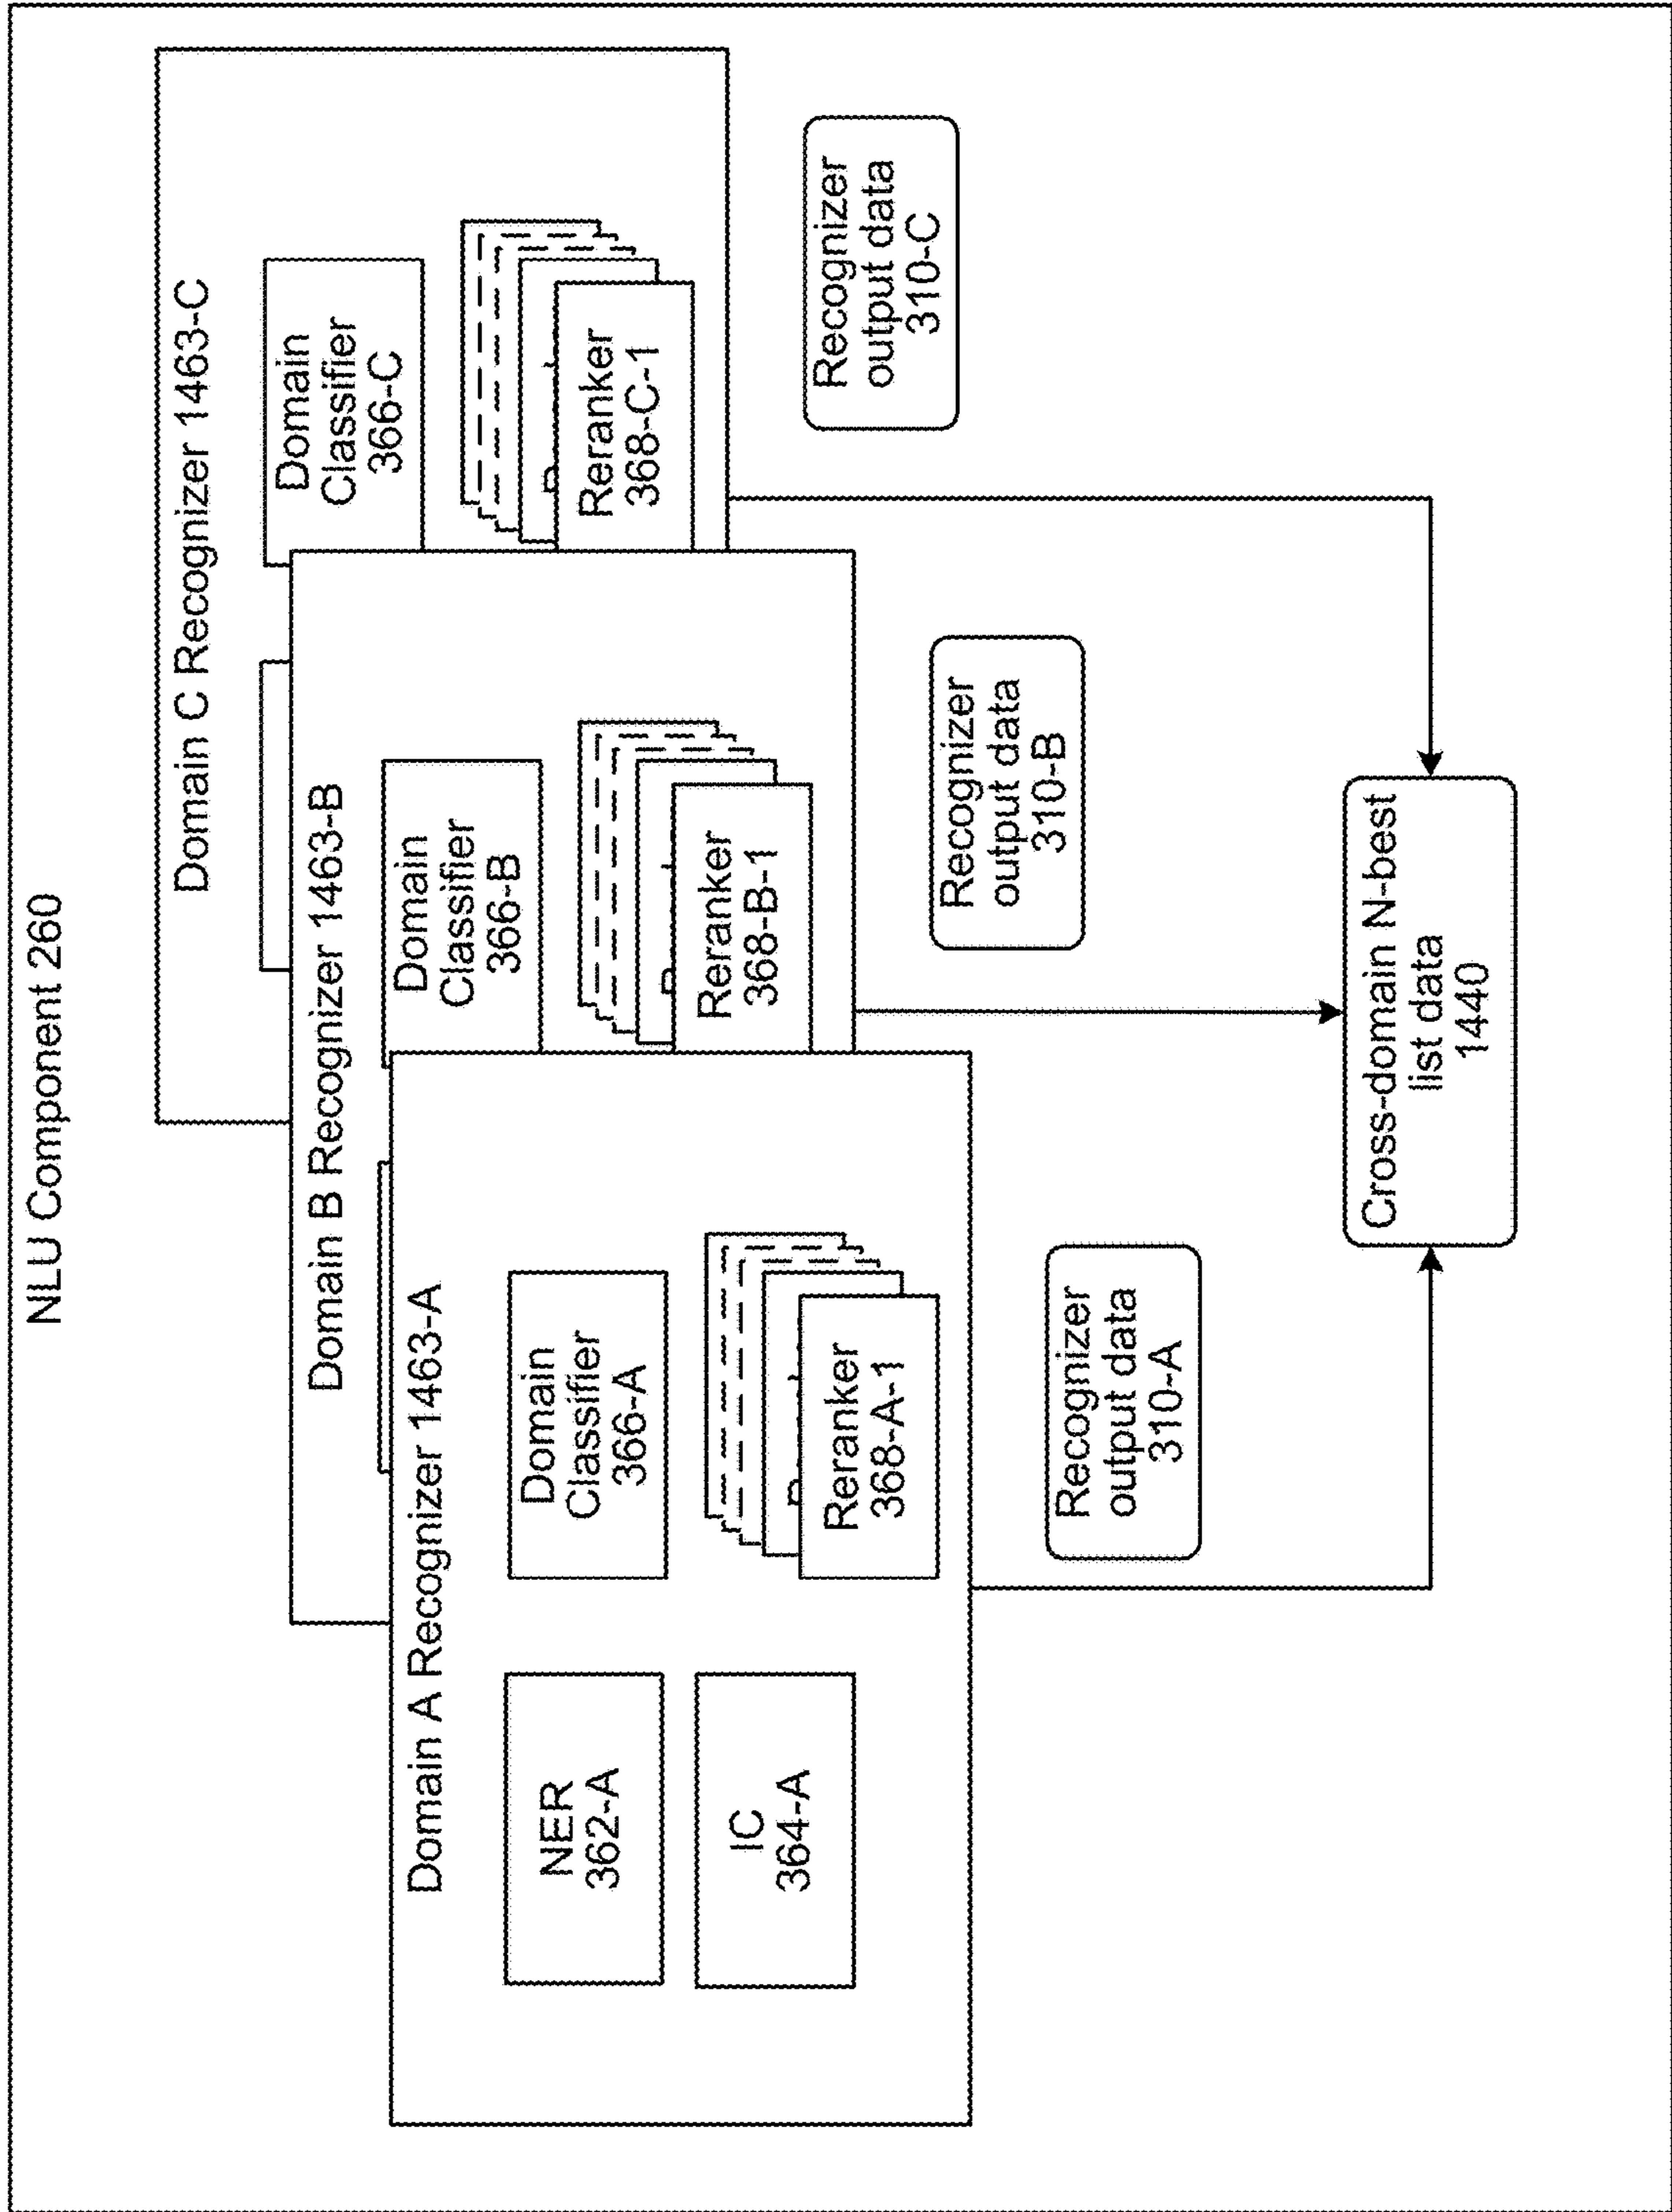 NLU Component 260
Domain C Recognizer 1463-C
Domain
Classifier
366-C
Reranker
368-C-1
Domain B Recognizer 1463-B
Domain
Classifier
366-B
Reranker
368-B-1
Domain A Recognizer 1463-A
NER
362-A
Domain
Classifier
366-A
IC
364-A
Reranker
368-A-1
Recognizer
output data
310-A
Recognizer
output data
310-B
Recognizer
output data
310-C
Cross-domain N-best
list data
1440